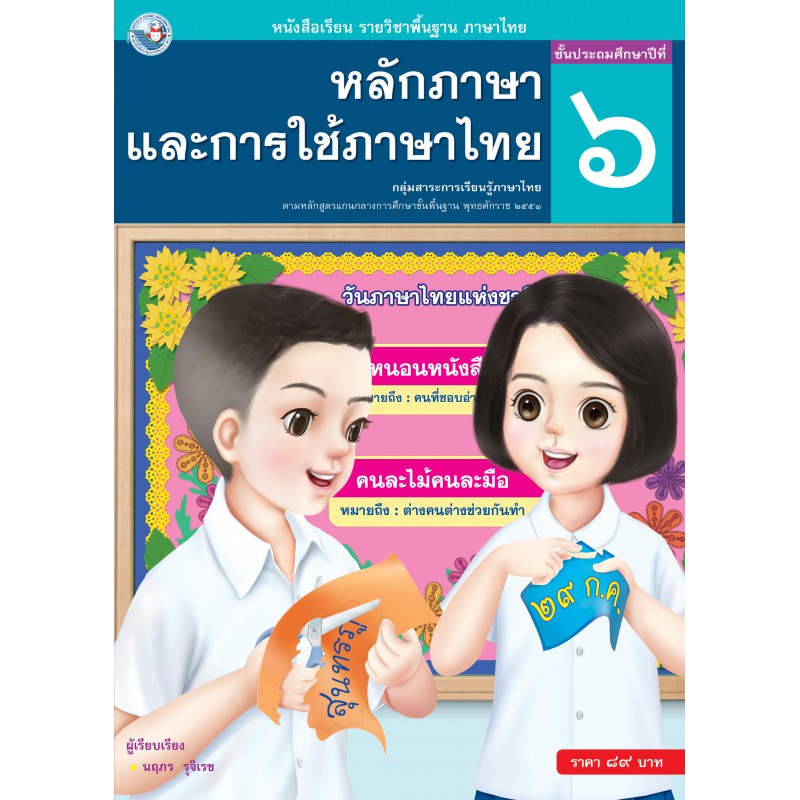 หนังสือเรียน รายวิชาพื้นฐาน ภาษาไทย
ชั้นประถมศึกษาปีที่
๖
หลักภาษา
และการใช้ภาษาไทย
กลุ่มสาระการเรียนรู้ภาษาไทย
ตามหลักสูตรแกนกลางการศึกษาขั้นพื้นฐาน พุทธศักราช ๒๕๕๑
วันภาษาไทยแห่งชา
หนอนหนังสื
มายถึง : คนที่ชอบอ่า
คนละไม้คนละมือ
หมายถึง : ต่างคนต่างช่วยกันทำ
๒๙ ก.ค.
สุนทรภู่
ผู้เรียบเรียง
• นฤภร รุจิเรข
ราคา ๘๙ บาท